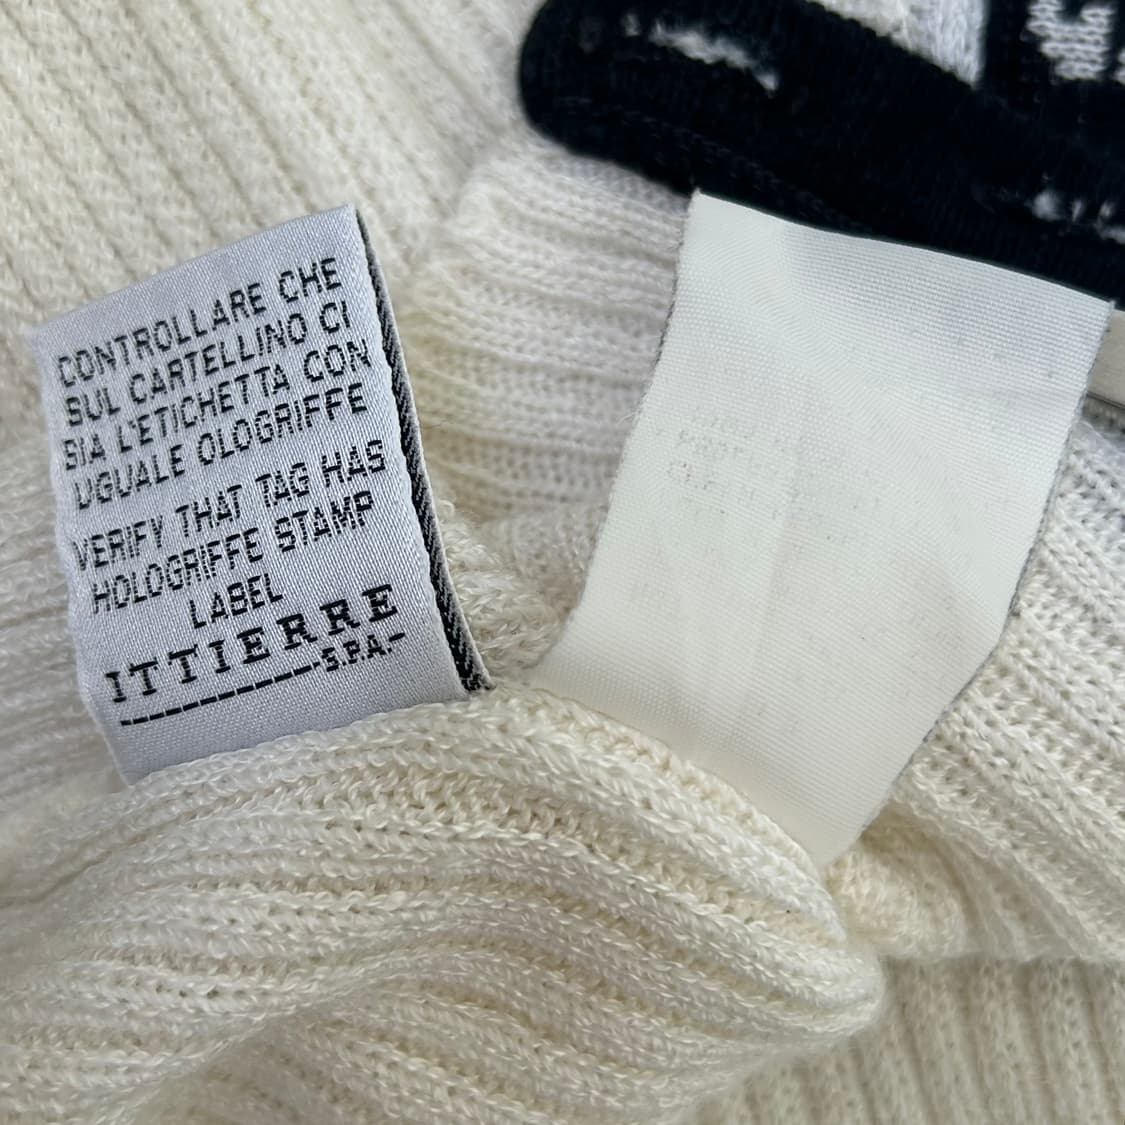 CONTROLLARE CHE
SUL CARTELLINO CI
SIA L'ETICHETTA CON
UGUALE OLOGRIFFE
VERIFY THAT TAG HAS
HOLOGRIFFE STAMP
LABEL
ITTIERRE
S.P.A.